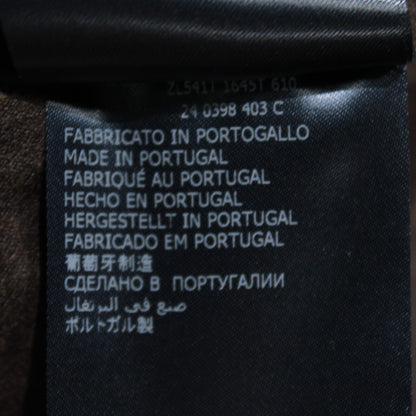 ZL541T 1645T 610
24 0398 403 C
FABBRICATO IN PORTOGALLO
MADE IN PORTUGAL
FABRIQUÉ AU PORTUGAL
HECHO EN PORTUGAL
HERGESTELLT IN PORTUGAL
FABRICADO EM PORTUGAL
葡萄牙制造
СДЕЛАНО В ПОРТУГАЛИИ
صنع في البرتغال
ポルトガル製